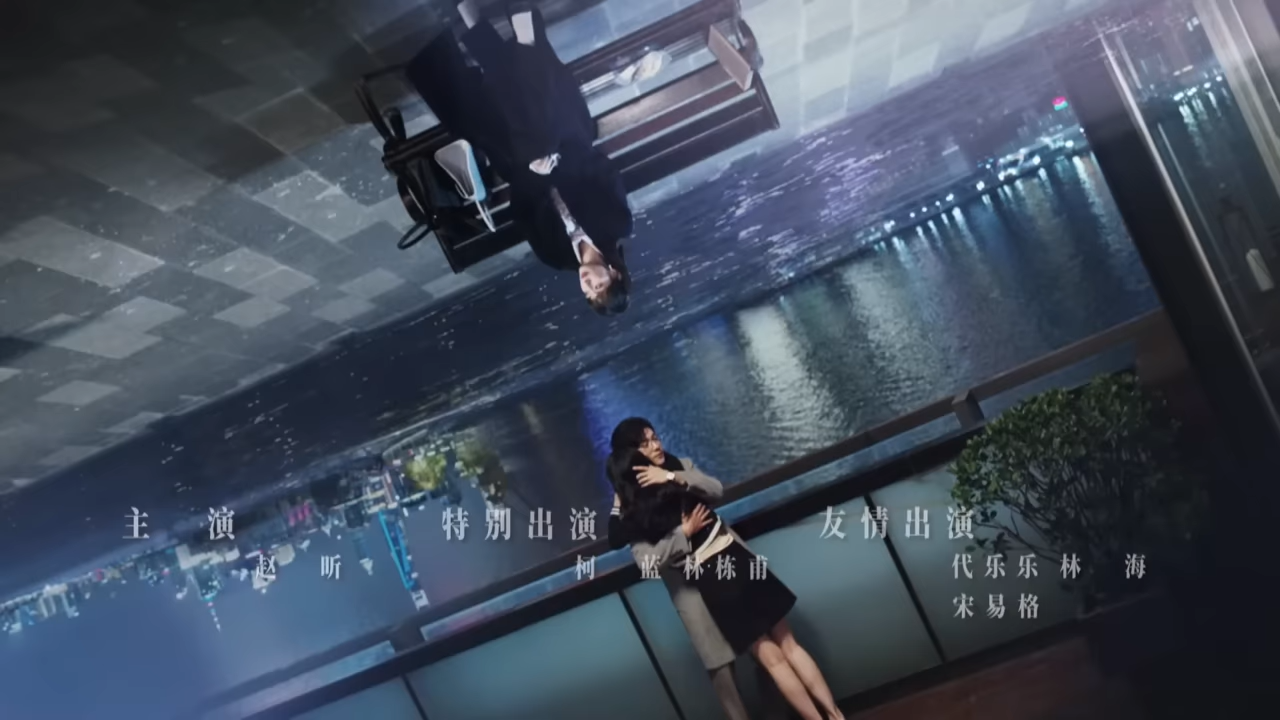 主 演
赵 听
特别出演
柯 蓝 林栋甫
友情出演
代乐乐 林 海
宋易格